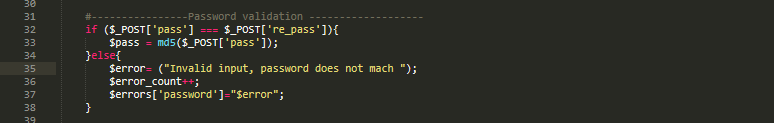 30
31 #----------------Password validation -------------------
32 if ($_POST['pass'] === $_POST['re_pass']){
33 $pass = md5($_POST['pass']);
34 }else{
35 $error= ("Invalid input, password does not mach ");
36 $error_count++;
37 $errors['password']="$error";
38 }
39